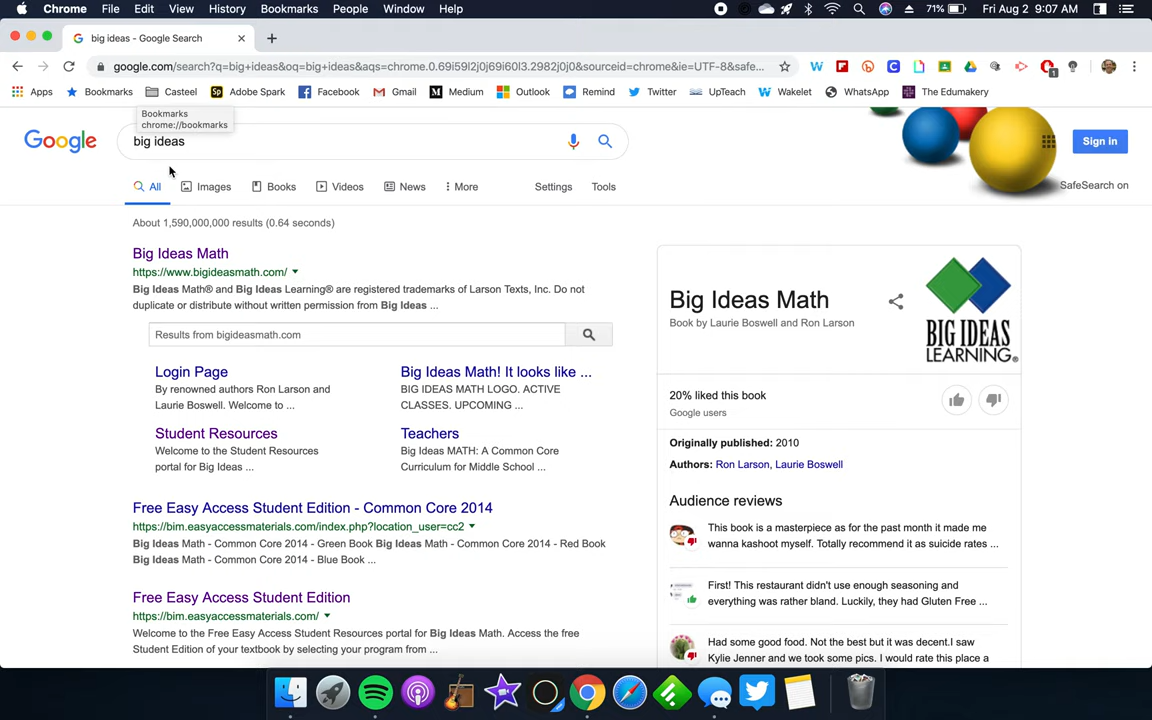 Chrome File Edit View History Bookmarks People Window Help 71% Fri Aug 2 9:07 AM
big ideas - Google Search
google.com/search?q=big+ideas&oq=big+ideas&aqs=chrome.0.69i59l2j0j69i60l3.2982j0j0&sourceid=chrome&ie=UTF-8&safe...
Apps Bookmarks Casteel Adobe Spark Facebook Gmail Medium Outlook Remind Twitter UpTeach Wakelet WhatsApp The Edumakery
Bookmarks
chrome://bookmarks
Google big ideas Sign in
All Images Books Videos News More Settings Tools SafeSearch on
About 1,590,000,000 results (0.64 seconds)
Big Ideas Math
https://www.bigideasmath.com/
Big Ideas Math® and Big Ideas Learning® are registered trademarks of Larson Texts, Inc. Do not
duplicate or distribute without written permission from Big Ideas ...
Results from bigideasmath.com
Login Page
By renowned authors Ron Larson and
Laurie Boswell. Welcome to ...
Big Ideas Math! It looks like ...
BIG IDEAS MATH LOGO. ACTIVE
CLASSES. UPCOMING ...
Student Resources
Welcome to the Student Resources
portal for Big Ideas ...
Teachers
Big Ideas MATH: A Common Core
Curriculum for Middle School ...
Free Easy Access Student Edition - Common Core 2014
https://bim.easyaccessmaterials.com/index.php?location_user=cc2
Big Ideas Math - Common Core 2014 - Green Book Big Ideas Math - Common Core 2014 - Red Book
Big Ideas Math - Common Core 2014 - Blue Book ...
Free Easy Access Student Edition
https://bim.easyaccessmaterials.com/
Welcome to the Free Easy Access Student Resources portal for Big Ideas Math. Access the free
Student Edition of your textbook by selecting your program from ...
Big Ideas Math
Book by Laurie Boswell and Ron Larson
BIG IDEAS
LEARNING®
20% liked this book
Google users
Originally published: 2010
Authors: Ron Larson, Laurie Boswell
Audience reviews
This book is a masterpiece as for the past month it made me
wanna kashoot myself. Totally recommend it as suicide rates ...
First! This restaurant didn't use enough seasoning and
everything was rather bland. Luckily, they had Gluten Free ...
Had some good food. Not the best but it was decent.I saw
Kylie Jenner and we took some pics. I would rate this place a